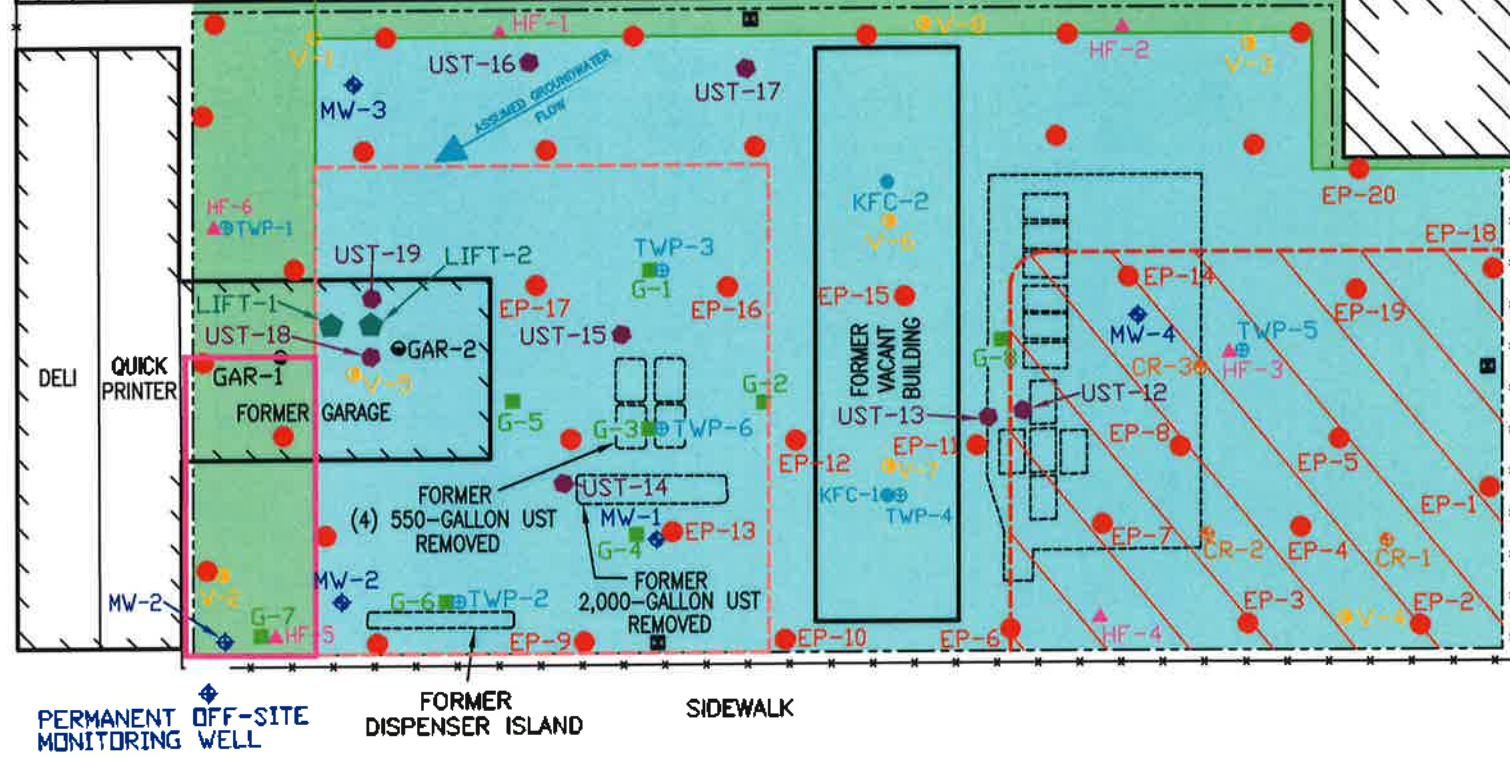 HF-1
V-8
HF-2
V-1
V-3
UST-16
UST-17
MW-3
ASSUMED GROUNDWATER
FLOW
EP-20
KFC-2
V-6
HF-6
TWP-1
EP-18
UST-19
LIFT-2
TWP-3
G-1
EP-14
LIFT-1
EP-17
EP-16
EP-15
EP-19
UST-18
UST-15
MW-4
TWP-5
G-8
GAR-2
FORMER
VACANT
BUILDING
CR-3
HF-3
DELI
QUICK
PRINTER
GAR-1
V-9
G-2
UST-12
FORMER GARAGE
G-5
G-3
TWP-6
UST-13
EP-11
EP-8
EP-5
EP-12
V-7
UST-14
FORMER
(4) 550-GALLON UST
REMOVED
MW-1
KFC-1
TWP-4
EP-1
EP-13
G-4
EP-7
CR-2
EP-4
CR-1
MW-2
FORMER
2,000-GALLON UST
REMOVED
V-2
MW-2
G-6
TWP-2
EP-3
EP-2
G-7
HF-5
EP-9
EP-10
EP-6
HF-4
V-4
PERMANENT OFF-SITE
MONITORING WELL
FORMER
DISPENSER ISLAND
SIDEWALK